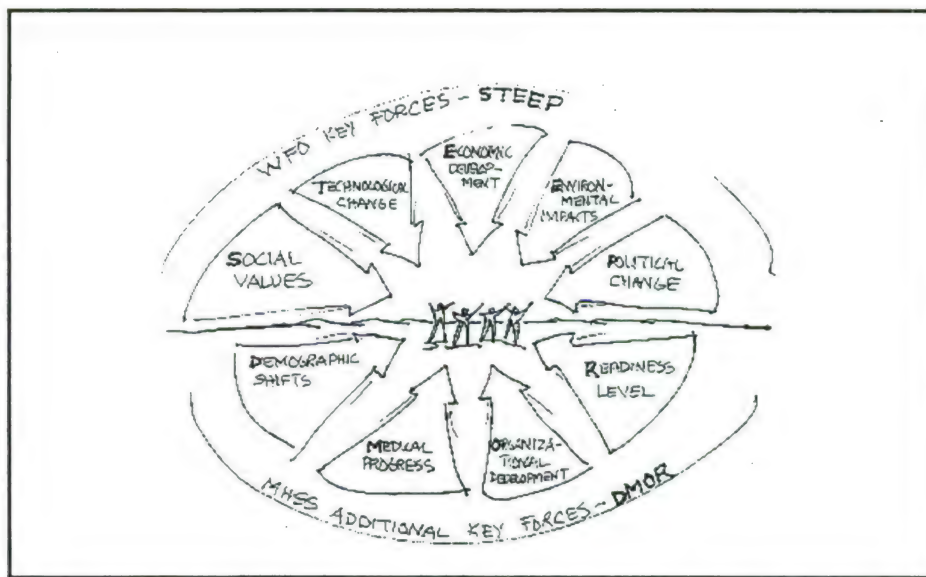 WFO KEY FORCES - STEEP
SOCIAL
VALUES
TECHNOLOGICAL
CHANGE
ECONOMIC
DEVELOP-
MENT
ENVIRON-
MENTAL
IMPACTS
POLITICAL
CHANGE
DEMOGRAPHIC
SHIFTS
MEDICAL
PROGRESS
ORGANIZA-
TIONAL
DEVELOPMENT
READINESS
LEVEL
MHSS ADDITIONAL KEY FORCES - DMOR